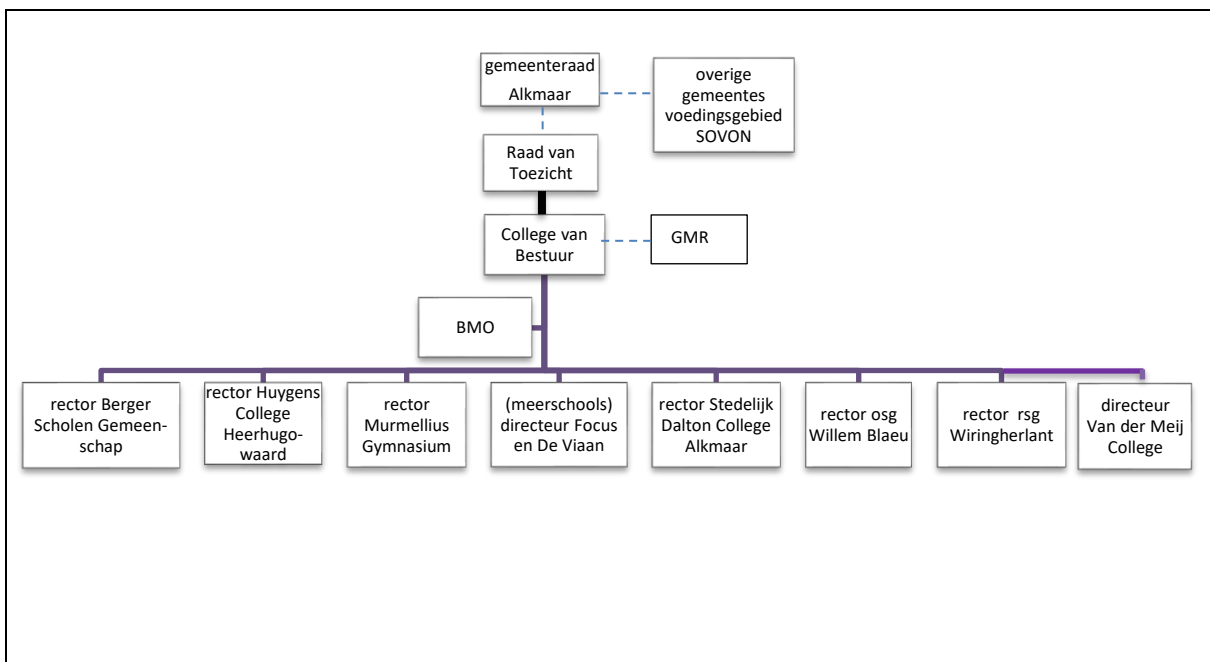 gemeenteraad
Alkmaar
overige
gemeentes
voedingsgebied
SOVON
Raad van
Toezicht
College van
Bestuur
GMR
BMO
rector Berger
Scholen Gemeen-
schap
rector Huygens
College
Heerhugo-
waard
rector
Murmellius
Gymnasium
(meerschools)
directeur Focus
en De Viaan
rector Stedelijk
Dalton College
Alkmaar
rector osg
Willem Blaeu
rector  rsg
Wiringherlant
directeur
Van der Meij
College